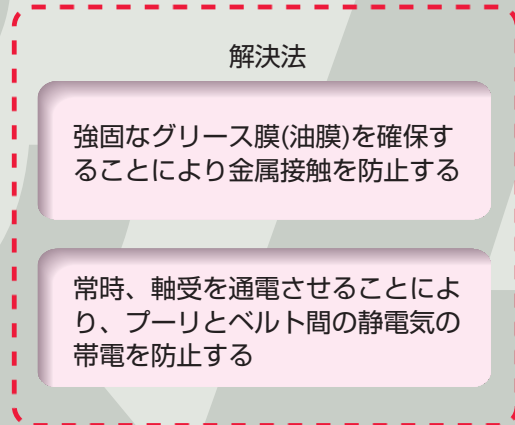 解決法
強固なグリース膜(油膜)を確保す
ることにより金属接触を防止する
常時、軸受を通電させることによ
り、プーリとベルト間の静電気の
帯電を防止する